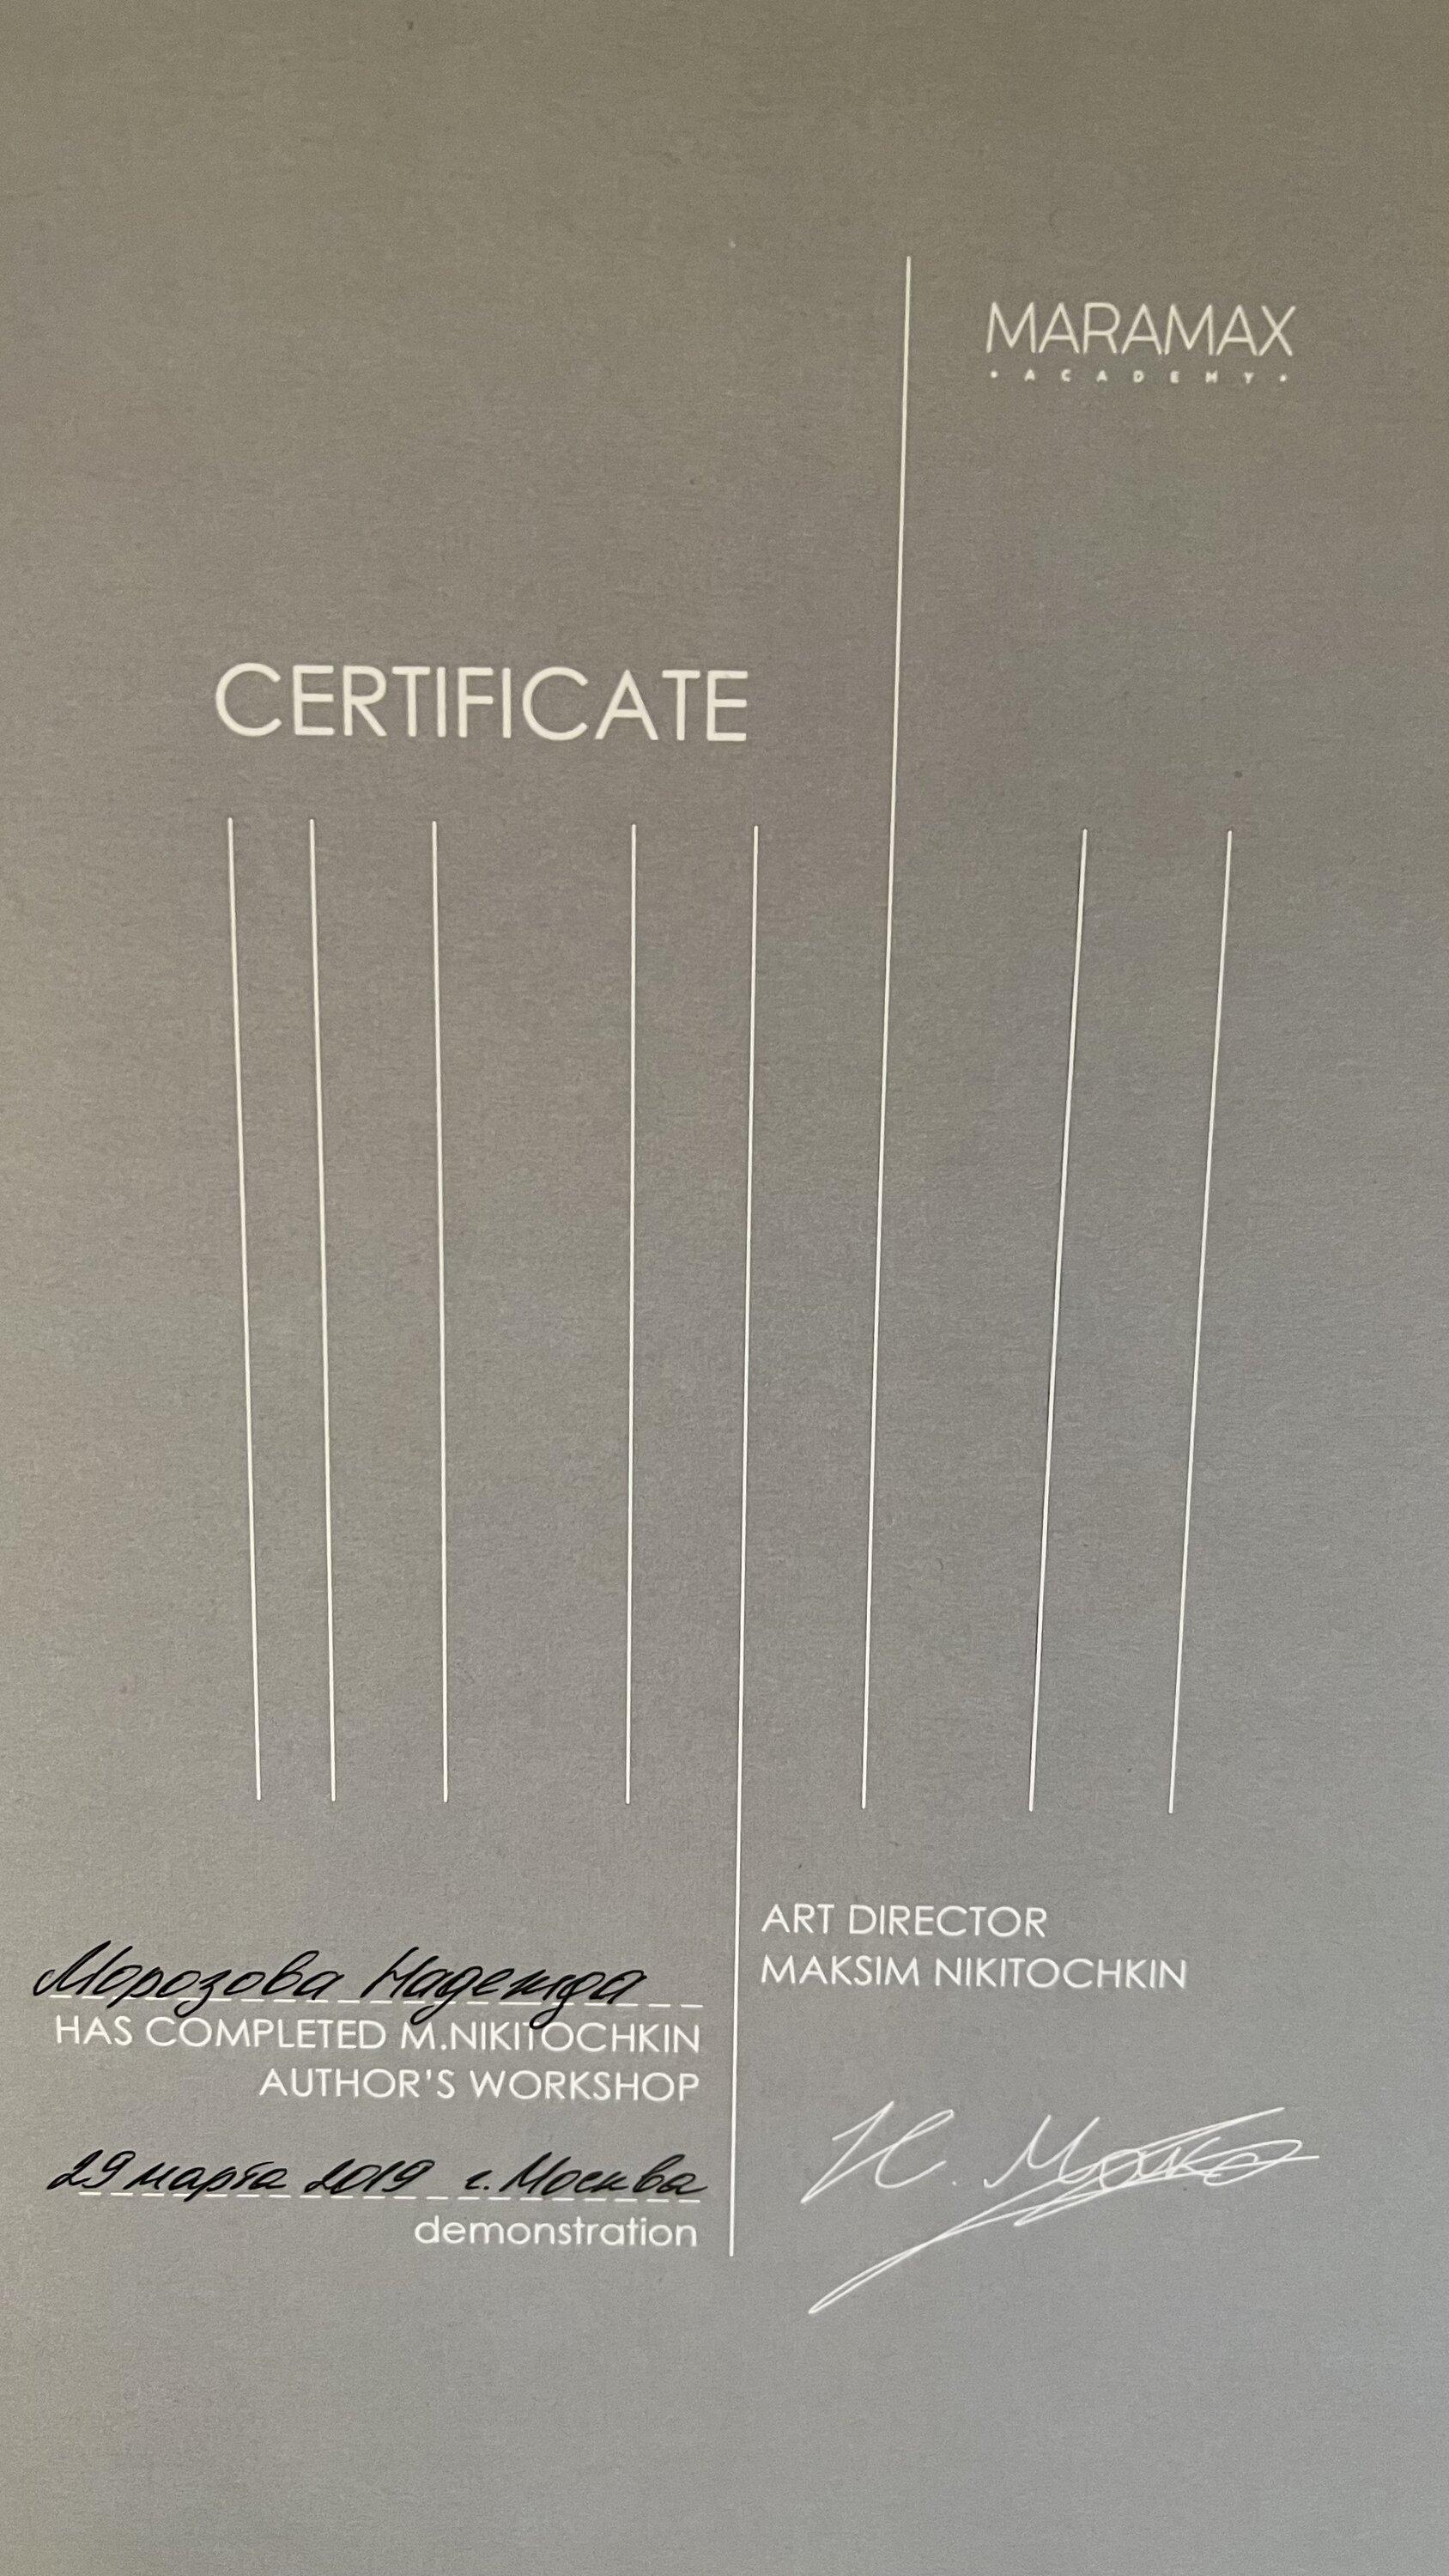 MARAMAX
• ACADEMY •
CERTIFICATE
Морозова Надежда
HAS COMPLETED M.NIKITOCHKIN
AUTHOR'S WORKSHOP
29 марта 2019 г. Москва
demonstration
ART DIRECTOR
MAKSIM NIKITOCHKIN